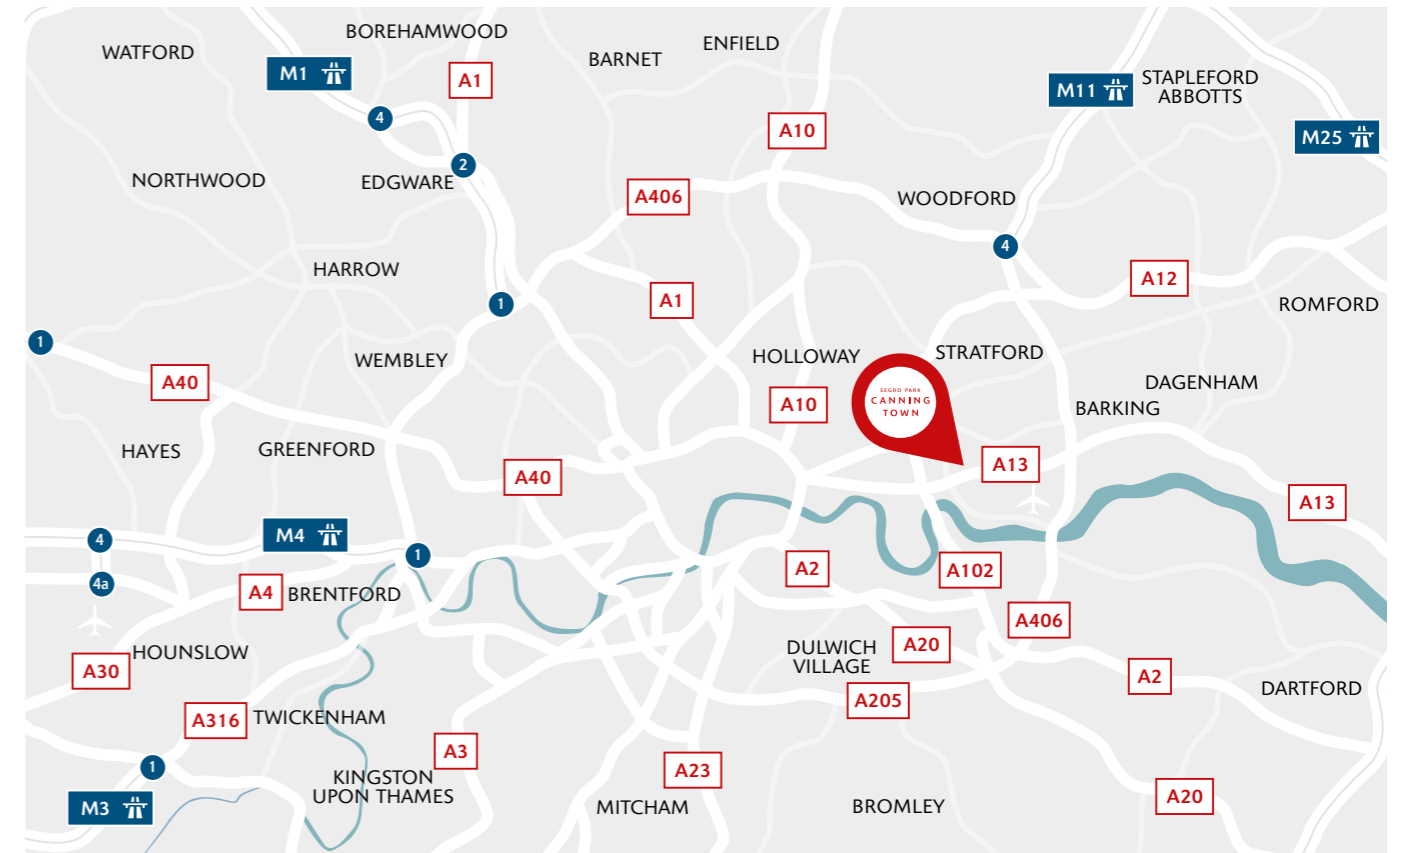 BOREHAMWOOD
WATFORD
ENFIELD
BARNET
M1
A1
STAPLEFORD
ABBOTTS
M11
4
A10
M25
2
NORTHWOOD
EDGWARE
A406
WOODFORD
4
HARROW
A12
1
A1
ROMFORD
1
WEMBLEY
HOLLOWAY
STRATFORD
A40
DAGENHAM
SEGRO PARK
CANNING
TOWN
A10
BARKING
HAYES
GREENFORD
A13
A40
A13
4
M4
1
4a
A4
BRENTFORD
A2
A102
A406
HOUNSLOW
DULWICH
VILLAGE
A20
A30
A2
DARTFORD
A205
A316
TWICKENHAM
A3
1
A23
KINGSTON
UPON THAMES
A20
M3
MITCHAM
BROMLEY